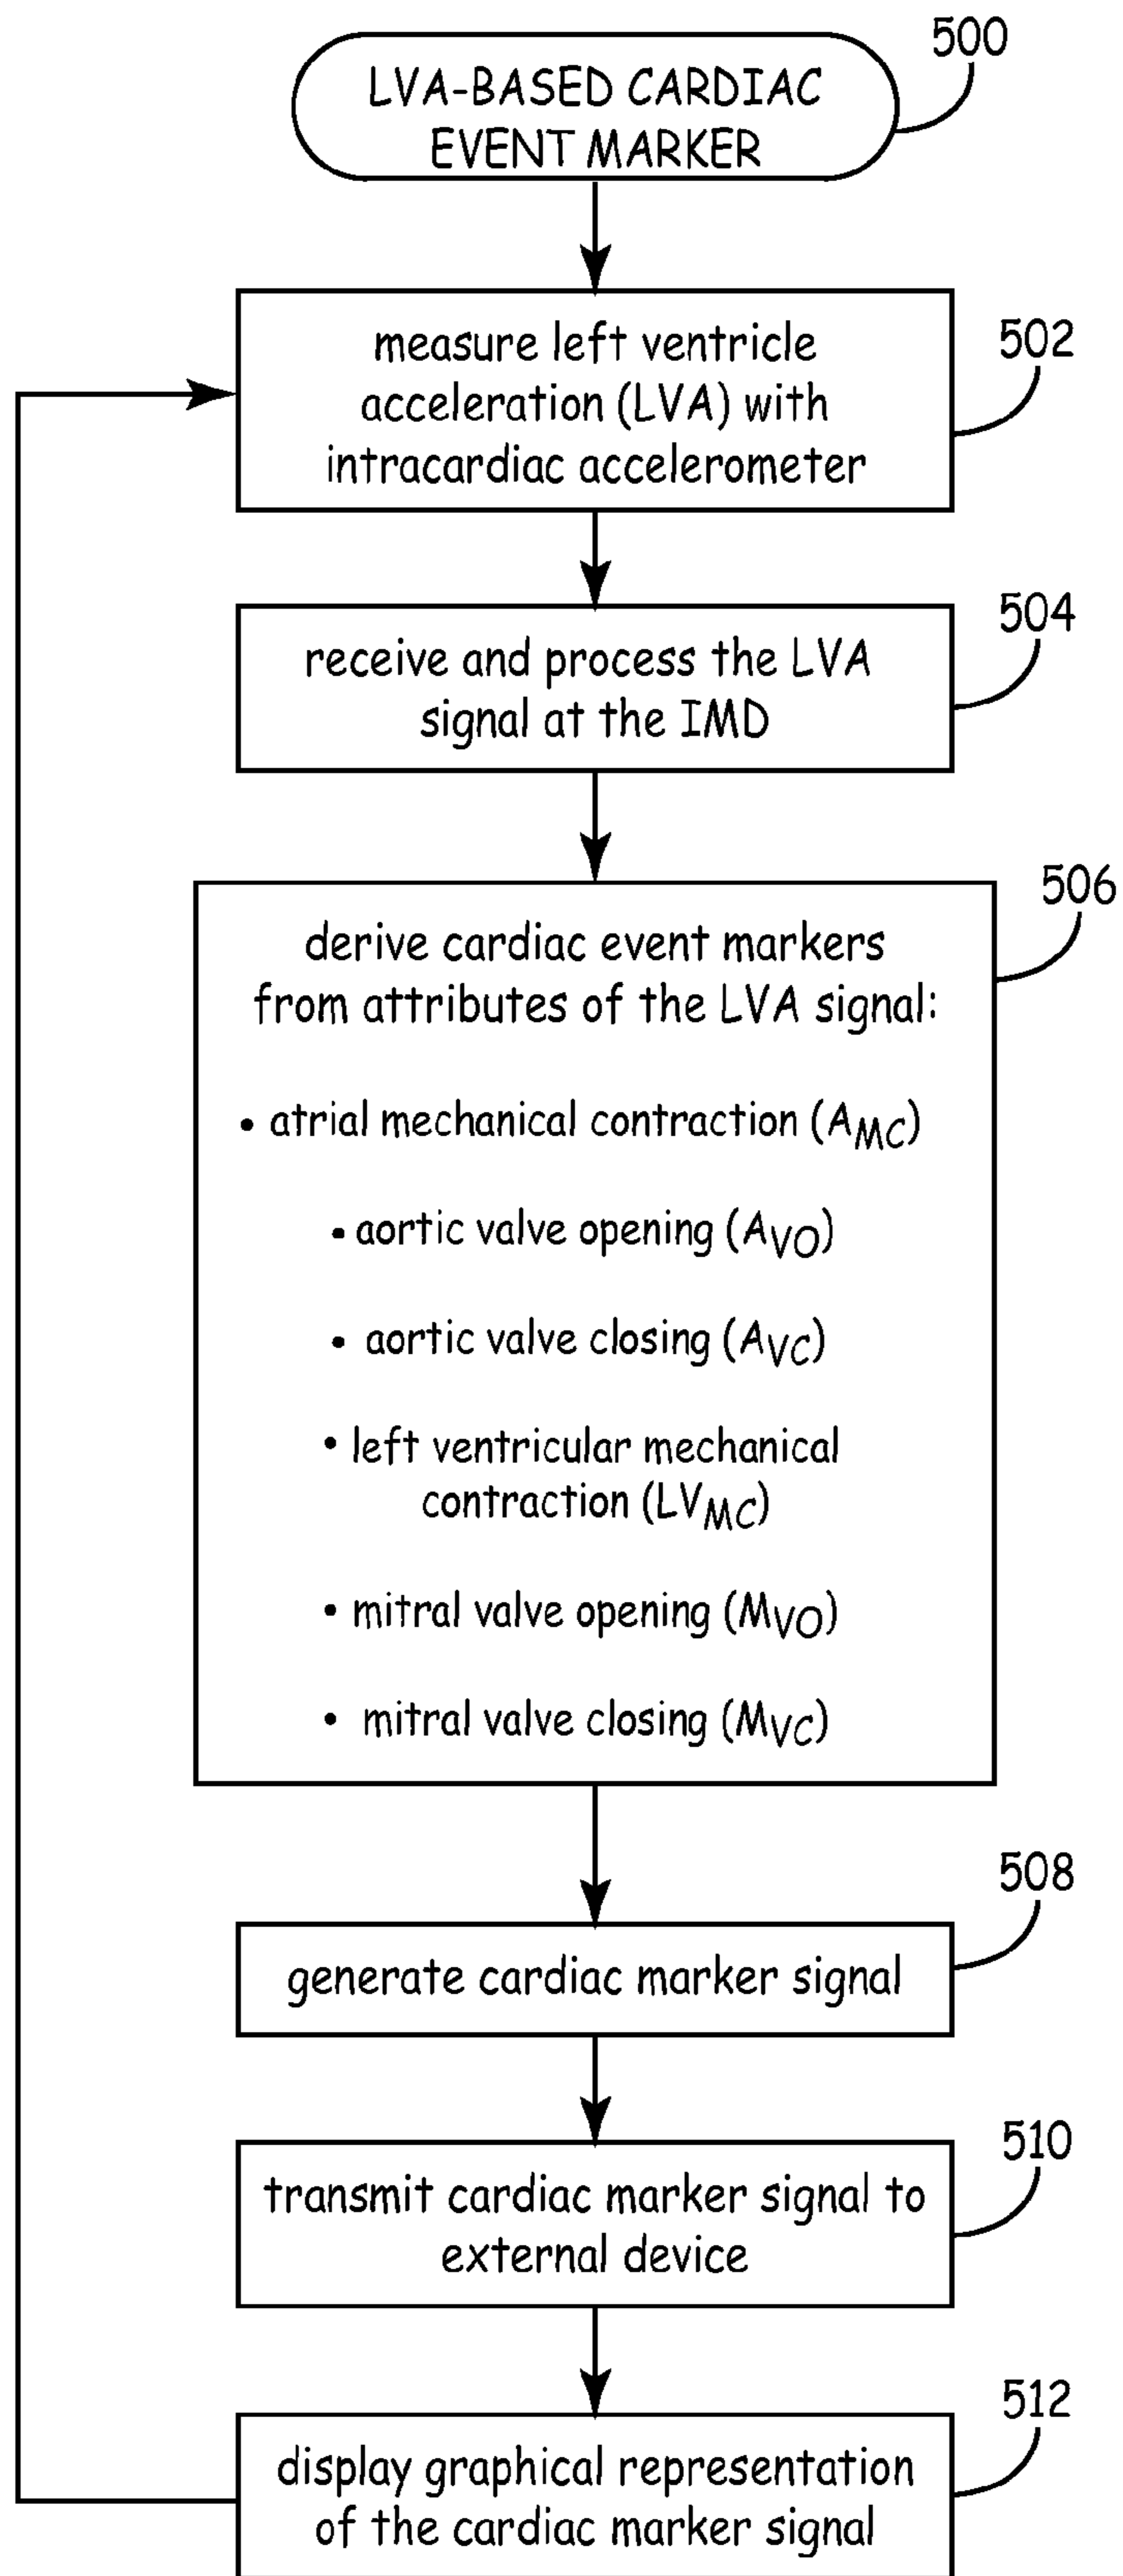 500
LVA-BASED CARDIAC
EVENT MARKER
502
measure left ventricle
acceleration (LVA) with
intracardiac accelerometer
504
receive and process the LVA
signal at the IMD
506
derive cardiac event markers
from attributes of the LVA signal:
• atrial mechanical contraction (AMC)
• aortic valve opening (AVO)
• aortic valve closing (AVC)
• left ventricular mechanical
contraction (LVMC)
• mitral valve opening (MVO)
• mitral valve closing (MVC)
508
generate cardiac marker signal
510
transmit cardiac marker signal to
external device
512
display graphical representation
of the cardiac marker signal